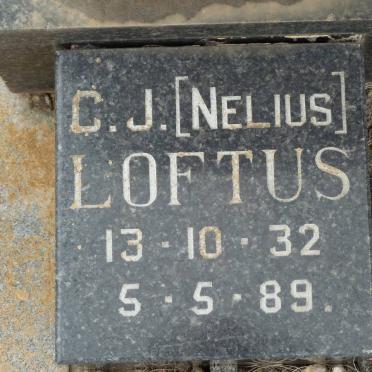 C.J. [NELIUS]
LOFTUS
13·10·32
5·5·89.